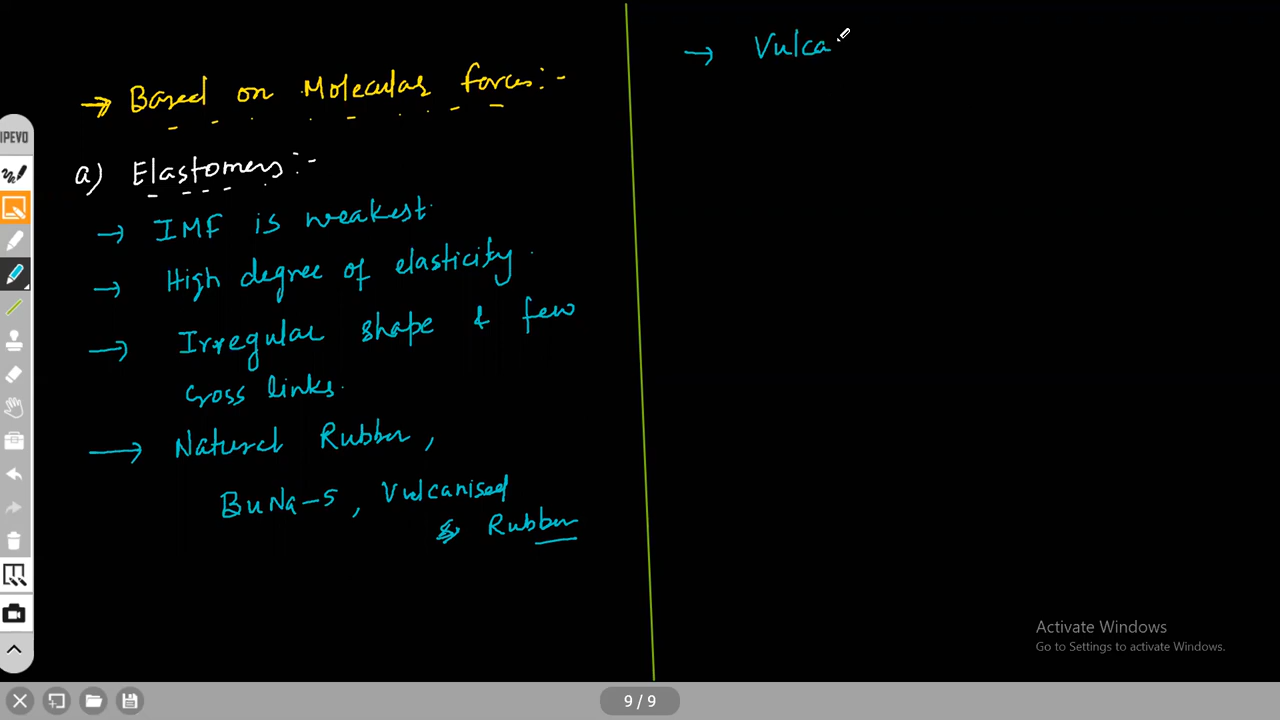 → Based on Molecular forces:-
a) Elastomers:-
→ IMF is weakest.
→ High degree of elasticity.
→ Irregular shape & few
cross links.
→ Natural Rubber,
BuNa-S, Vulcanised
Rubber
→ Vulca
IPEVO
Activate Windows
Go to Settings to activate Windows.
9 / 9